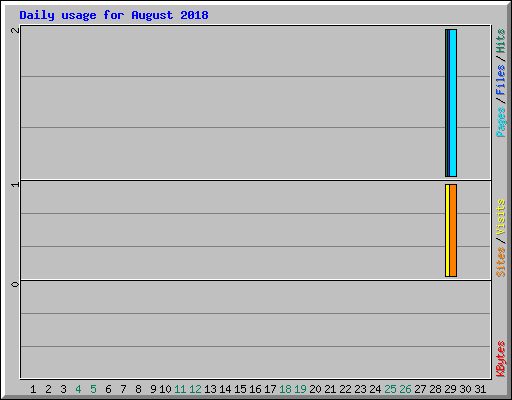 Daily usage for August 2018
2
1
0
Pages/Files/Hits
Sites/Visits
KBytes
1 2 3 4 5 6 7 8 9 10 11 12 13 14 15 16 17 18 19 20 21 22 23 24 25 26 27 28 29 30 31